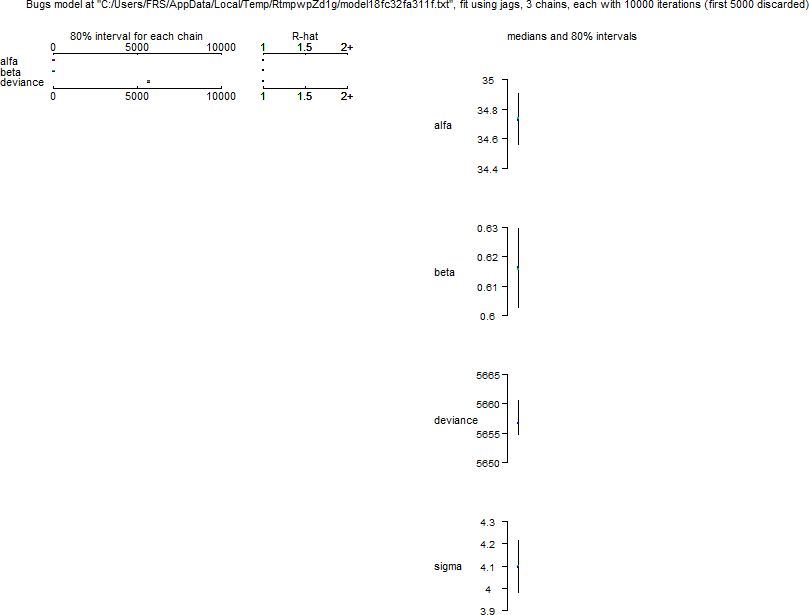 Bugs model at "C:/Users/FRS/AppData/Local/Temp/RtmpwpZd1g/model18fc32fa311f.txt", fit using jags, 3 chains, each with 10000 iterations (first 5000 discarded)
80% interval for each chain R-hat medians and 80% intervals
0 5000 10000 1 1.5 2+
alfa
beta
deviance
0 5000 10000 1 1.5 2+
35
34.8
alfa
34.6
34.4
0.63
0.62
beta
0.61
0.6
5665
5660
deviance
5655
5650
4.3
4.2
4.1
sigma
4
3.9